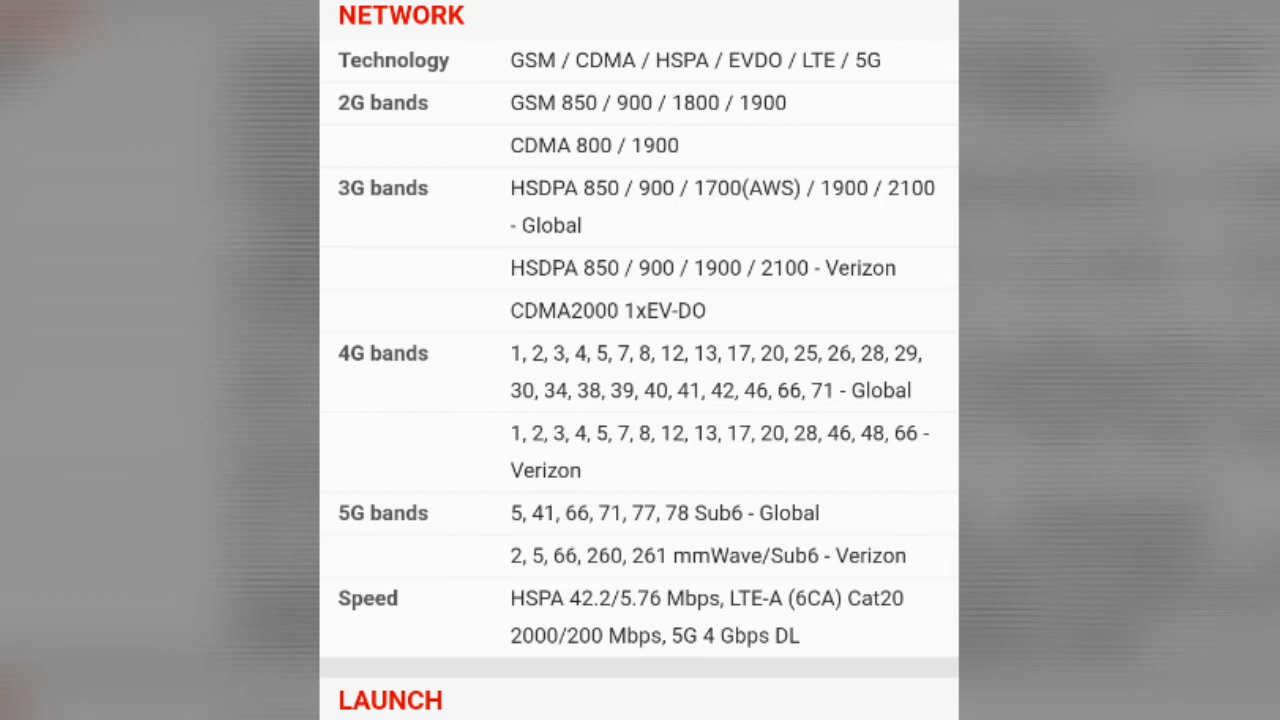 NETWORK
Technology GSM / CDMA / HSPA / EVDO / LTE / 5G
2G bands GSM 850 / 900 / 1800 / 1900
CDMA 800 / 1900
3G bands HSDPA 850 / 900 / 1700(AWS) / 1900 / 2100
- Global
HSDPA 850 / 900 / 1900 / 2100 - Verizon
CDMA2000 1xEV-DO
4G bands 1, 2, 3, 4, 5, 7, 8, 12, 13, 17, 20, 25, 26, 28, 29,
30, 34, 38, 39, 40, 41, 42, 46, 66, 71 - Global
1, 2, 3, 4, 5, 7, 8, 12, 13, 17, 20, 28, 46, 48, 66 -
Verizon
5G bands 5, 41, 66, 71, 77, 78 Sub6 - Global
2, 5, 66, 260, 261 mmWave/Sub6 - Verizon
Speed HSPA 42.2/5.76 Mbps, LTE-A (6CA) Cat20
2000/200 Mbps, 5G 4 Gbps DL
LAUNCH